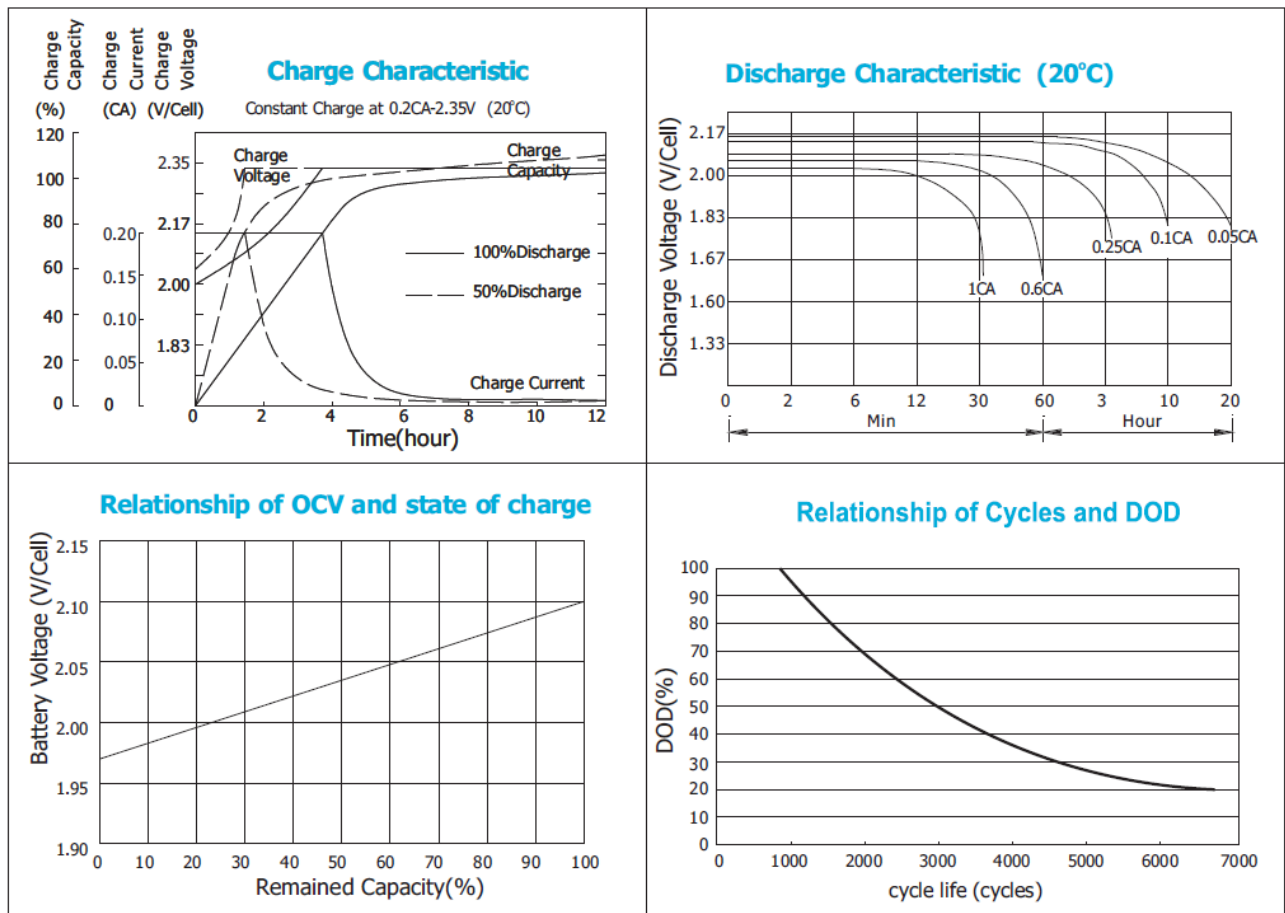 Charge Capacity
Charge Current
Charge Voltage
Charge Characteristic
(%) (CA) (V/Cell)
Constant Charge at 0.2CA-2.35V (20°C)
120
100
80
60
40
20
0
0.20
0.15
0.10
0.05
0
2.35
2.17
2.00
1.83
Charge Voltage
Charge Capacity
100%Discharge
50%Discharge
Charge Current
0 2 4 6 8 10 12
Time(hour)
Discharge Characteristic (20°C)
Discharge Voltage (V/Cell)
2.17
2.00
1.83
1.67
1.60
1.33
1CA
0.6CA
0.25CA
0.1CA
0.05CA
0 2 6 12 30 60 3 10 20
Min Hour
Relationship of OCV and state of charge
Battery Voltage (V/Cell)
2.15
2.10
2.05
2.00
1.95
1.90
0 10 20 30 40 50 60 70 80 90 100
Remained Capacity(%)
Relationship of Cycles and DOD
DOD(%)
100
90
80
70
60
50
40
30
20
10
0
0 1000 2000 3000 4000 5000 6000 7000
cycle life (cycles)